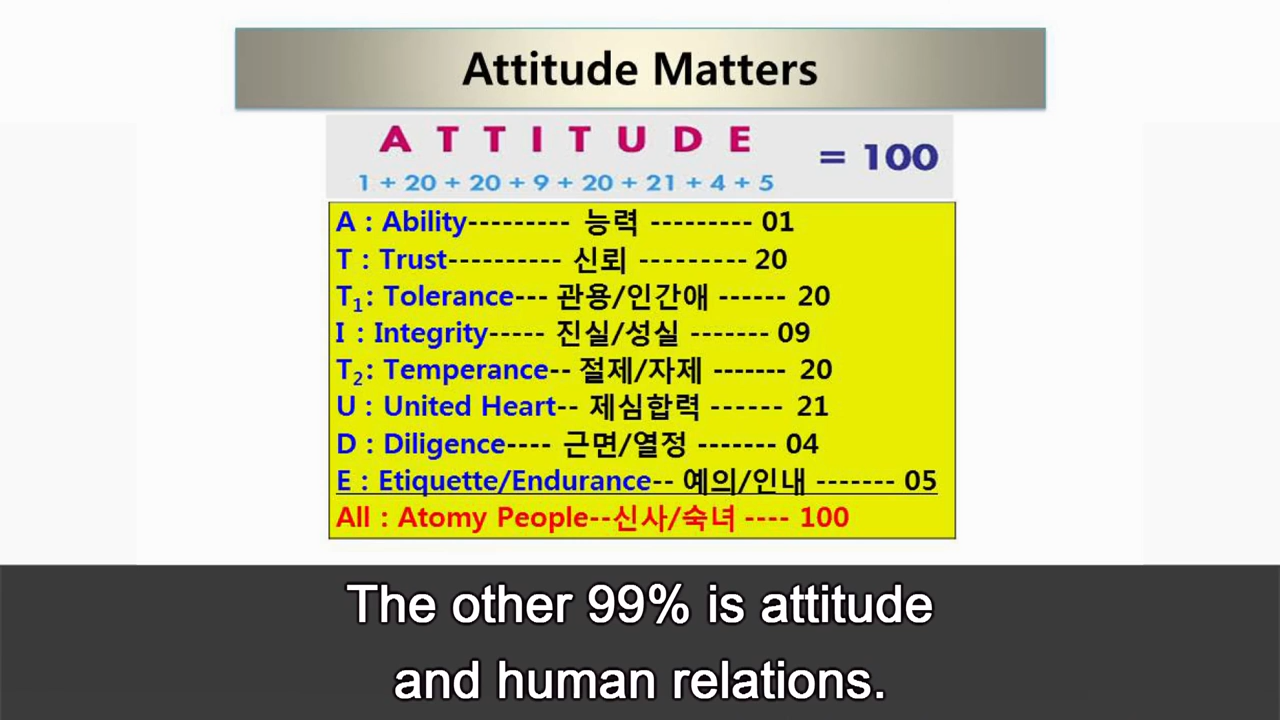 Attitude Matters
A T T I T U D E = 100
1 + 20 + 20 + 9 + 20 + 21 + 4 + 5
A : Ability--------- 능력 --------- 01
T : Trust---------- 신뢰 --------- 20
T1: Tolerance--- 관용/인간애 ------ 20
I : Integrity----- 진실/성실 ------- 09
T2: Temperance-- 절제/자제 ------- 20
U : United Heart-- 제심합력 ------ 21
D : Diligence---- 근면/열정 ------- 04
E : Etiquette/Endurance-- 예의/인내 ------- 05
All : Atomy People--신사/숙녀 ---- 100
The other 99% is attitude
and human relations.